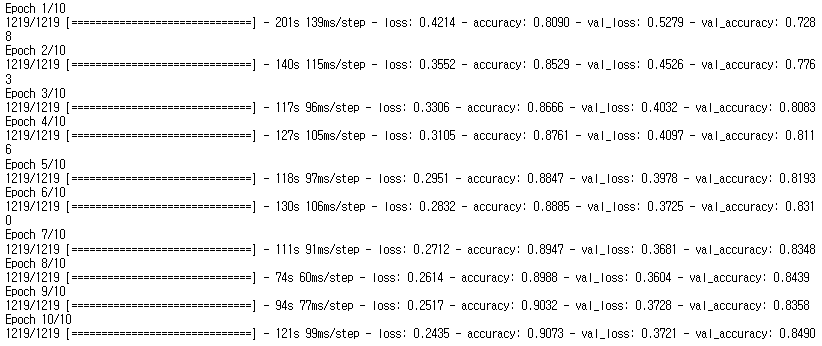 Epoch 1/10
1219/1219 [==============================] - 201s 139ms/step - loss: 0.4214 - accuracy: 0.8090 - val_loss: 0.5279 - val_accuracy: 0.728
8
Epoch 2/10
1219/1219 [==============================] - 140s 115ms/step - loss: 0.3552 - accuracy: 0.8529 - val_loss: 0.4526 - val_accuracy: 0.776
3
Epoch 3/10
1219/1219 [==============================] - 117s 96ms/step - loss: 0.3306 - accuracy: 0.8666 - val_loss: 0.4032 - val_accuracy: 0.8083
Epoch 4/10
1219/1219 [==============================] - 127s 105ms/step - loss: 0.3105 - accuracy: 0.8761 - val_loss: 0.4097 - val_accuracy: 0.811
6
Epoch 5/10
1219/1219 [==============================] - 118s 97ms/step - loss: 0.2951 - accuracy: 0.8847 - val_loss: 0.3978 - val_accuracy: 0.8193
Epoch 6/10
1219/1219 [==============================] - 130s 106ms/step - loss: 0.2832 - accuracy: 0.8885 - val_loss: 0.3725 - val_accuracy: 0.831
0
Epoch 7/10
1219/1219 [==============================] - 111s 91ms/step - loss: 0.2712 - accuracy: 0.8947 - val_loss: 0.3681 - val_accuracy: 0.8348
Epoch 8/10
1219/1219 [==============================] - 74s 60ms/step - loss: 0.2614 - accuracy: 0.8988 - val_loss: 0.3604 - val_accuracy: 0.8439
Epoch 9/10
1219/1219 [==============================] - 94s 77ms/step - loss: 0.2517 - accuracy: 0.9032 - val_loss: 0.3728 - val_accuracy: 0.8358
Epoch 10/10
1219/1219 [==============================] - 121s 99ms/step - loss: 0.2435 - accuracy: 0.9073 - val_loss: 0.3721 - val_accuracy: 0.8490